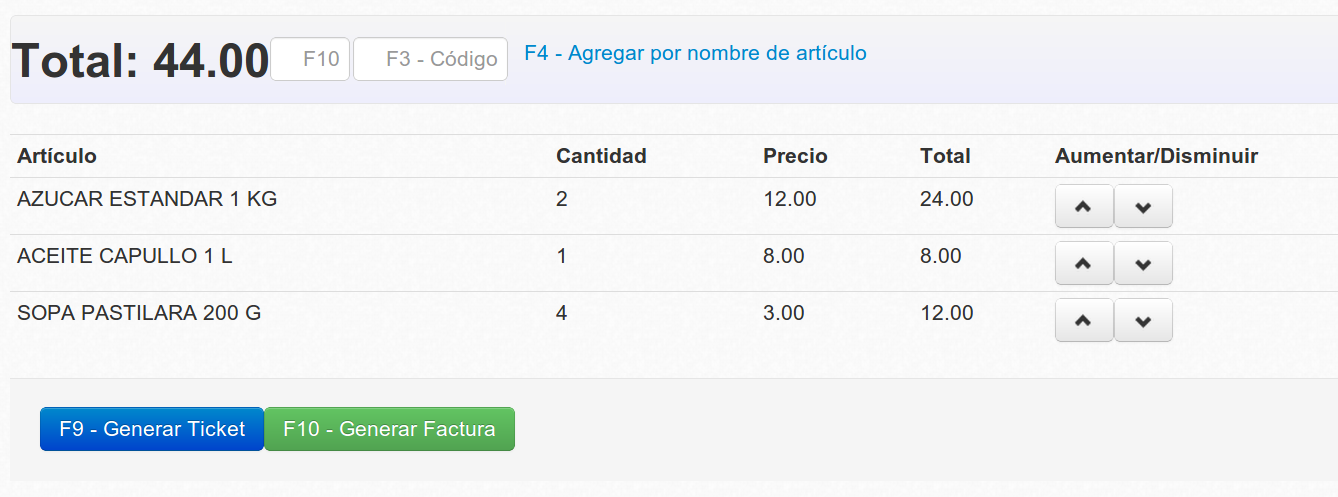 Total: 44.00 F10 F3 - Código F4 - Agregar por nombre de artículo
Artículo Cantidad Precio Total Aumentar/Disminuir
AZUCAR ESTANDAR 1 KG 2 12.00 24.00
ACEITE CAPULLO 1 L 1 8.00 8.00
SOPA PASTILARA 200 G 4 3.00 12.00
F9 - Generar Ticket F10 - Generar Factura